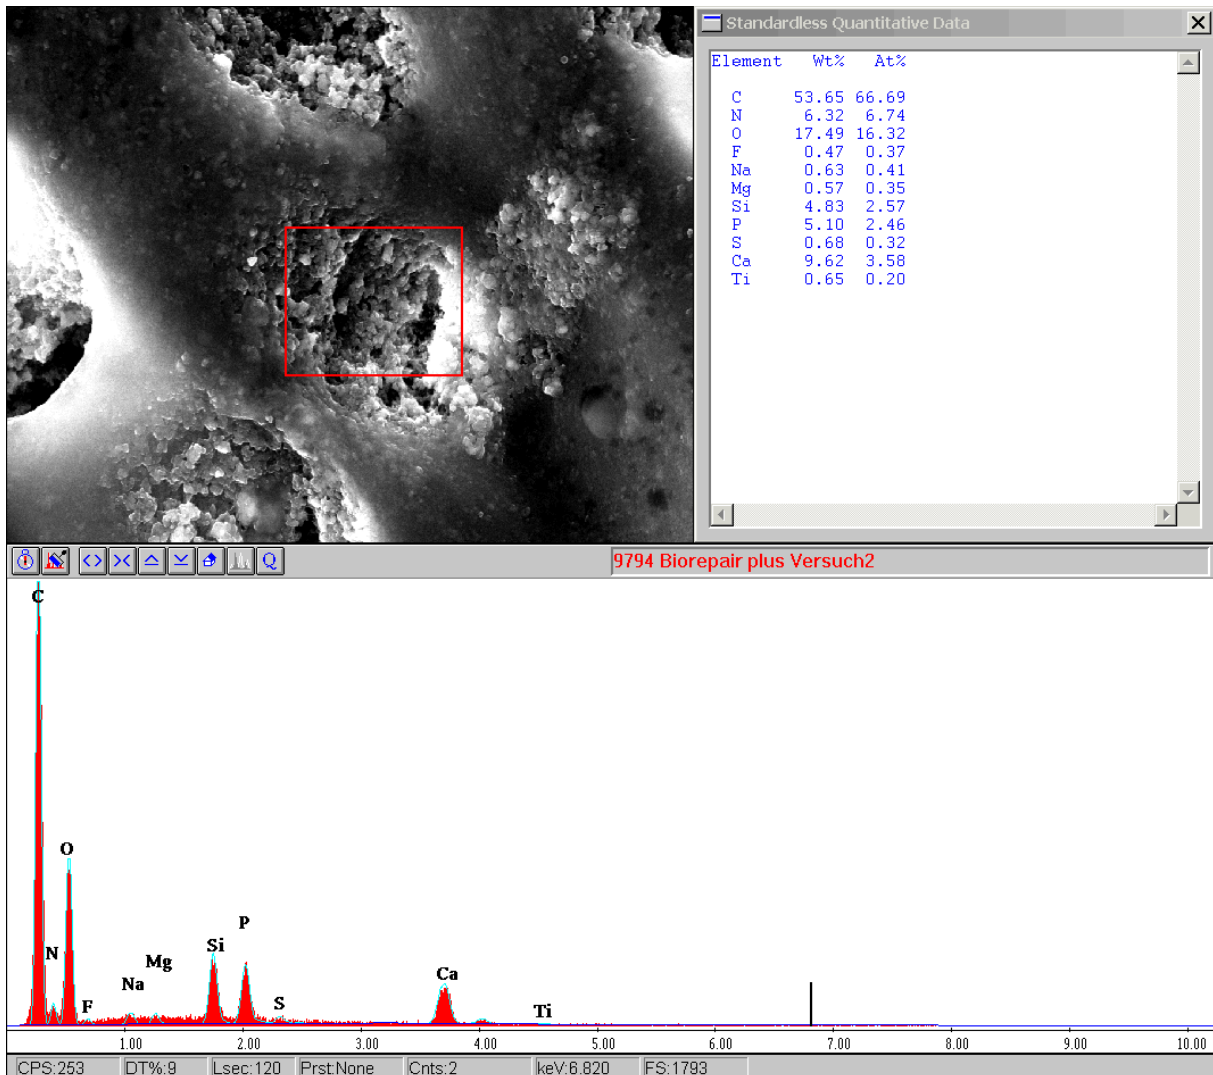 Standardless Quantitative Data
Element Wt% At%
C 53.65 66.69
N 6.32 6.74
O 17.49 16.32
F 0.47 0.37
Na 0.63 0.41
Mg 0.57 0.35
Si 4.83 2.57
P 5.10 2.46
S 0.68 0.32
Ca 9.62 3.58
Ti 0.65 0.20
Q
9794 Biorepair plus Versuch2
C
O
N
F
Na
Mg
Si
P
S
Ca
Ti
1.00 2.00 3.00 4.00 5.00 6.00 7.00 8.00 9.00 10.00
CPS:253 DT%:9 Lsec:120 Prst:None Cnts:2 keV:6.820 FS:1793